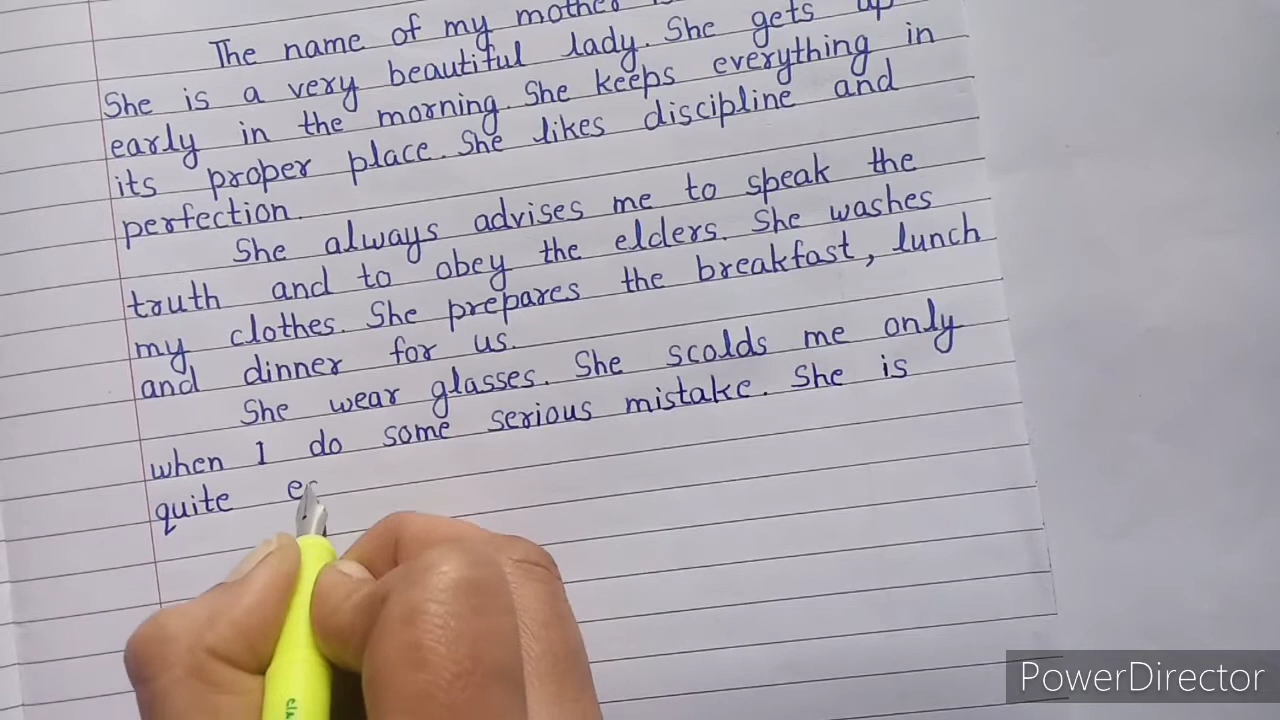 The name of my mother
She is a very beautiful lady. She gets up
early in the morning. She keeps everything in
its proper place. She likes discipline and
perfection.
She always advises me to speak the
truth and to obey the elders. She washes
my clothes. She prepares the breakfast, lunch
and dinner for us.
She wear glasses. She scolds me only
when I do some serious mistake. She is
quite
PowerDirector